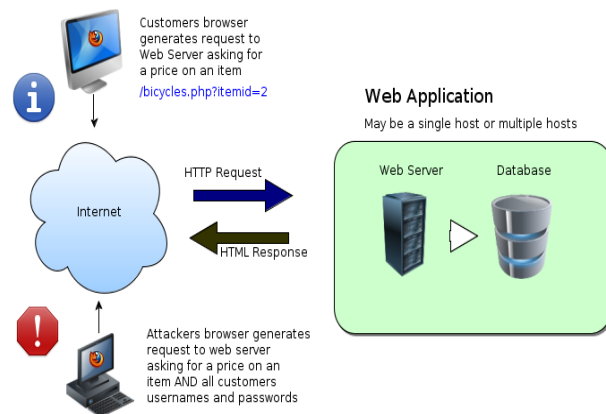 Customers browser
generates request to
Web Server asking for
a price on an item
/bicycles.php?itemid=2
Web Application
May be a single host or multiple hosts
HTTP Request
Web Server
Database
Internet
HTML Response
Attackers browser generates
request to web server
asking for a price on an
item AND all customers
usernames and passwords